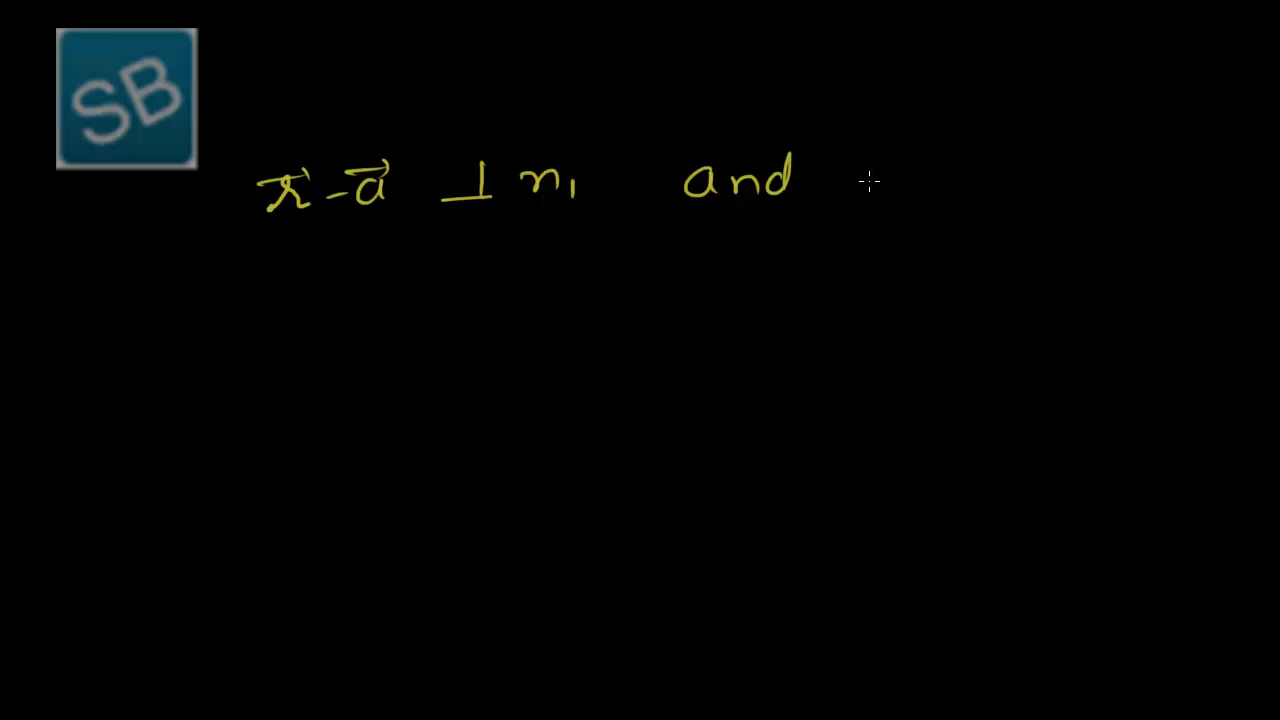 SB
r⃗ - a⃗ ⊥ n₁ and